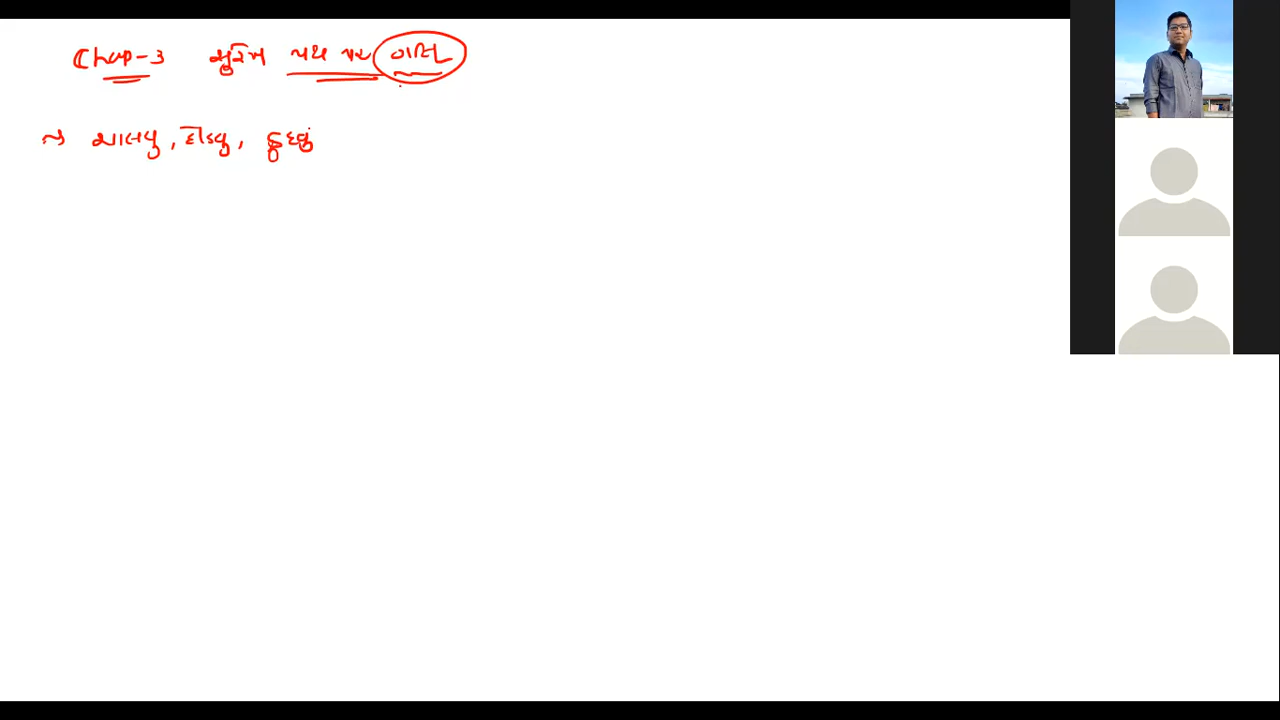 Chap-3 સુરેખ પથ પર ગતિ
→ ચાલવુ, દોડવુ, કુદવું